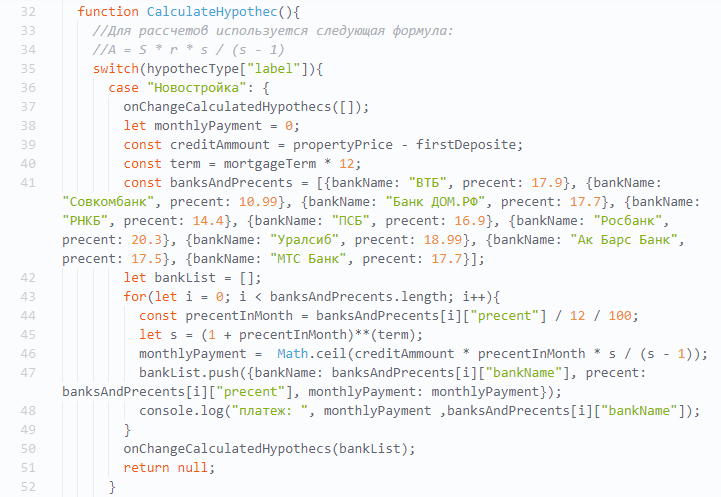 32 function CalculateHypothec(){
33 //Для рассчетов используется следующая формула:
34 //A = S * r * s / (s - 1)
35 switch(hypothecType["label"]){
36 case "Новостройка": {
37 onChangeCalculatedHypothecs([]);
38 let monthlyPayment = 0;
39 const creditAmmount = propertyPrice - firstDeposite;
40 const term = mortgageTerm * 12;
41 const banksAndPrecents = [{bankName: "ВТБ", precent: 17.9}, {bankName:
"Совкомбанк", precent: 10.99}, {bankName: "Банк ДОМ.РФ", precent: 17.7}, {bankName:
"РНКБ", precent: 14.4}, {bankName: "ПСБ", precent: 16.9}, {bankName: "Росбанк",
precent: 20.3}, {bankName: "Уралсиб", precent: 18.99}, {bankName: "Ак Барс Банк",
precent: 17.5}, {bankName: "МТС Банк", precent: 17.7}];
42 let bankList = [];
43 for(let i = 0; i < banksAndPrecents.length; i++){
44 const precentInMonth = banksAndPrecents[i]["precent"] / 12 / 100;
45 let s = (1 + precentInMonth)**(term);
46 monthlyPayment =  Math.ceil(creditAmmount * precentInMonth * s / (s - 1));
47 bankList.push({bankName: banksAndPrecents[i]["bankName"], precent:
banksAndPrecents[i]["precent"], monthlyPayment: monthlyPayment});
48 console.log("платеж: ", monthlyPayment ,banksAndPrecents[i]["bankName"]);
49 }
50 onChangeCalculatedHypothecs(bankList);
51 return null;
52 }